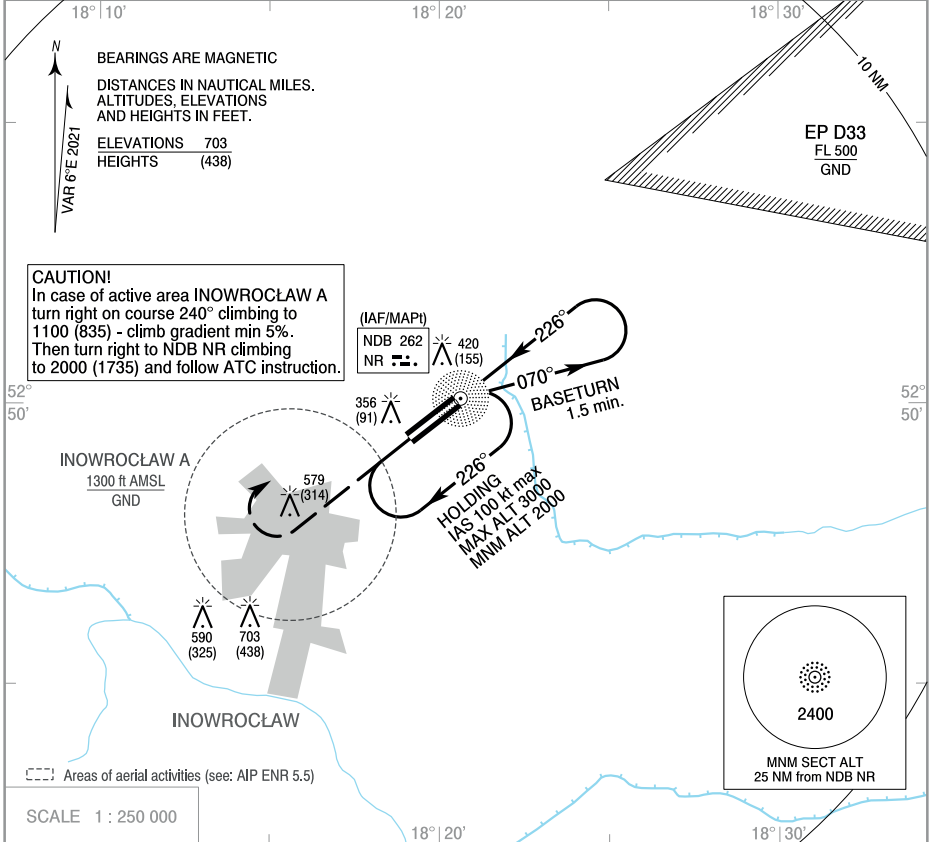 18°10'
18°20'
18°30'
N
VAR 6°E 2021
BEARINGS ARE MAGNETIC
DISTANCES IN NAUTICAL MILES.
ALTITUDES, ELEVATIONS
AND HEIGHTS IN FEET.
ELEVATIONS 703
HEIGHTS (438)
10 NM
EP D33
FL 500
GND
CAUTION!
In case of active area INOWROCŁAW A
turn right on course 240° climbing to
1100 (835) - climb gradient min 5%.
Then turn right to NDB NR climbing
to 2000 (1735) and follow ATC instruction.
(IAF/MAPt)
NDB 262
NR
420
(155)
226°
070°
BASETURN
1.5 min.
52°
50'
52°
50'
356
(91)
INOWROCŁAW A
1300 ft AMSL
GND
579
(314)
226°
HOLDING
IAS 100 kt max
MAX ALT 3000
MNM ALT 2000
590
(325)
703
(438)
INOWROCŁAW
2400
MNM SECT ALT
25 NM from NDB NR
Areas of aerial activities (see: AIP ENR 5.5)
SCALE 1 : 250 000
18°20'
18°30'